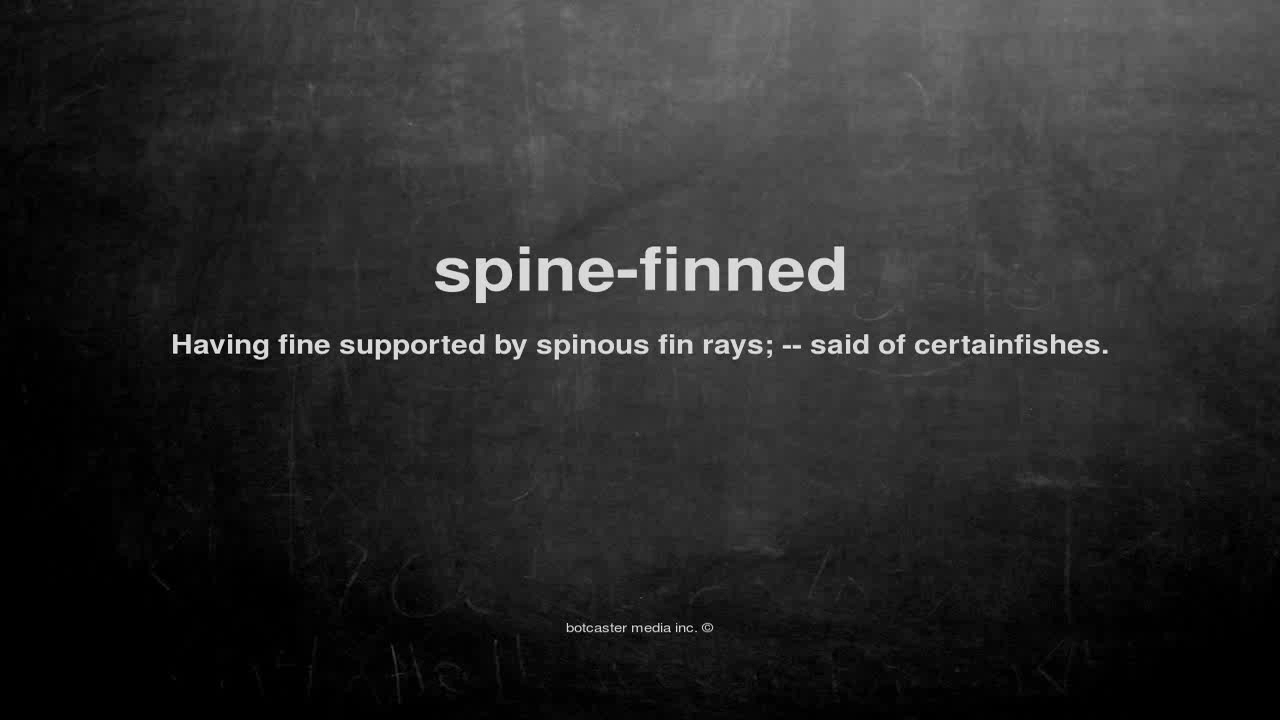 spine-finned
Having fine supported by spinous fin rays; -- said of certainfishes.
botcaster media inc. ©